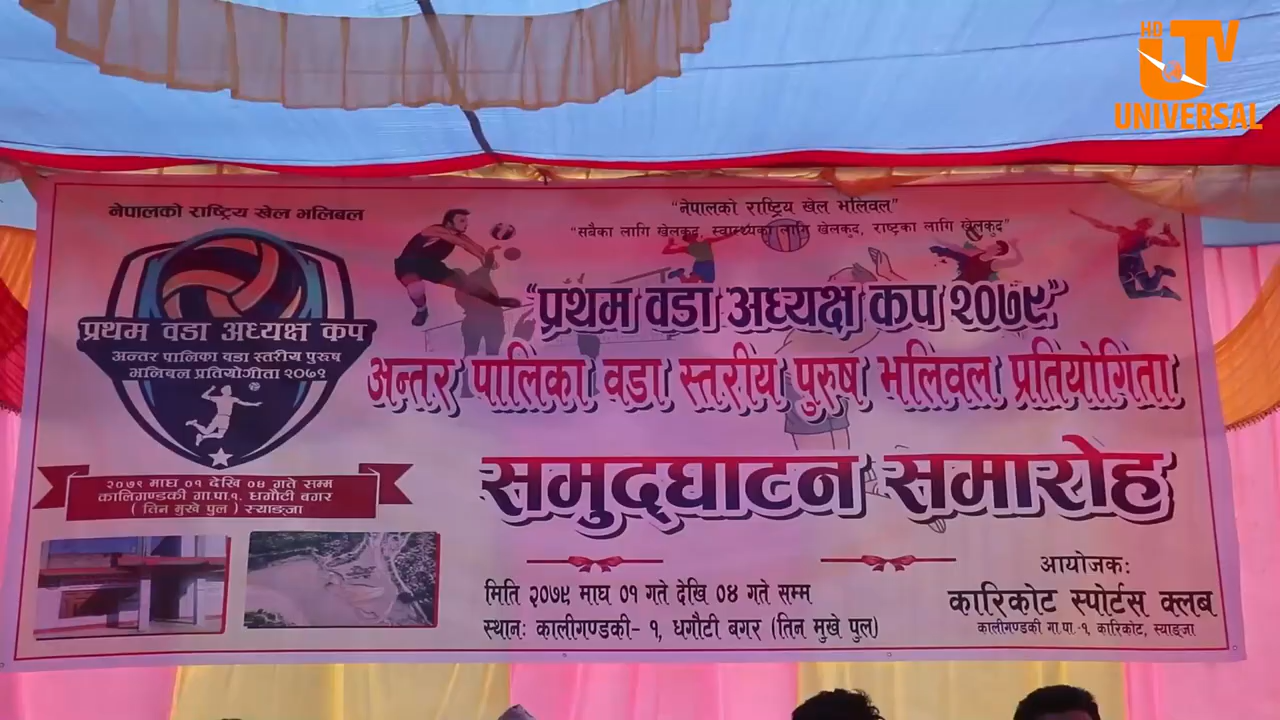 HD
UTV
UNIVERSAL
नेपालको राष्ट्रिय खेल भलिबल
प्रथम वडा अध्यक्ष कप
अन्तर पालिका वडा स्तरीय पुरुष
भलिबल प्रतियोगीता २०७९
२०७९ माघ ०१ देखि ०४ गते सम्म
कालिगण्डकी गा.पा.१, धगौटी बगर
( तिन मुखे पुल ) स्याङ्जा
"नेपालको राष्ट्रिय खेल भलिवल"
"सबैका लागि खेलकुद, स्वास्थ्यका लागि खेलकुद, राष्ट्रका लागि खेलकुद"
"प्रथम वडा अध्यक्ष कप २०७९"
अन्तर पालिका वडा स्तरीय पुरुष भलिवल प्रतियोगिता
समुद्घाटन समारोह
मिति २०७९ माघ ०१ गते देखि ०४ गते सम्म
स्थानः कालीगण्डकी- १, धगौटी बगर (तिन मुखे पुल)
आयोजकः
कारिकोट स्पोर्टस क्लब
कालीगण्डकी गा.पा-१, कारिकोट, स्याङ्जा